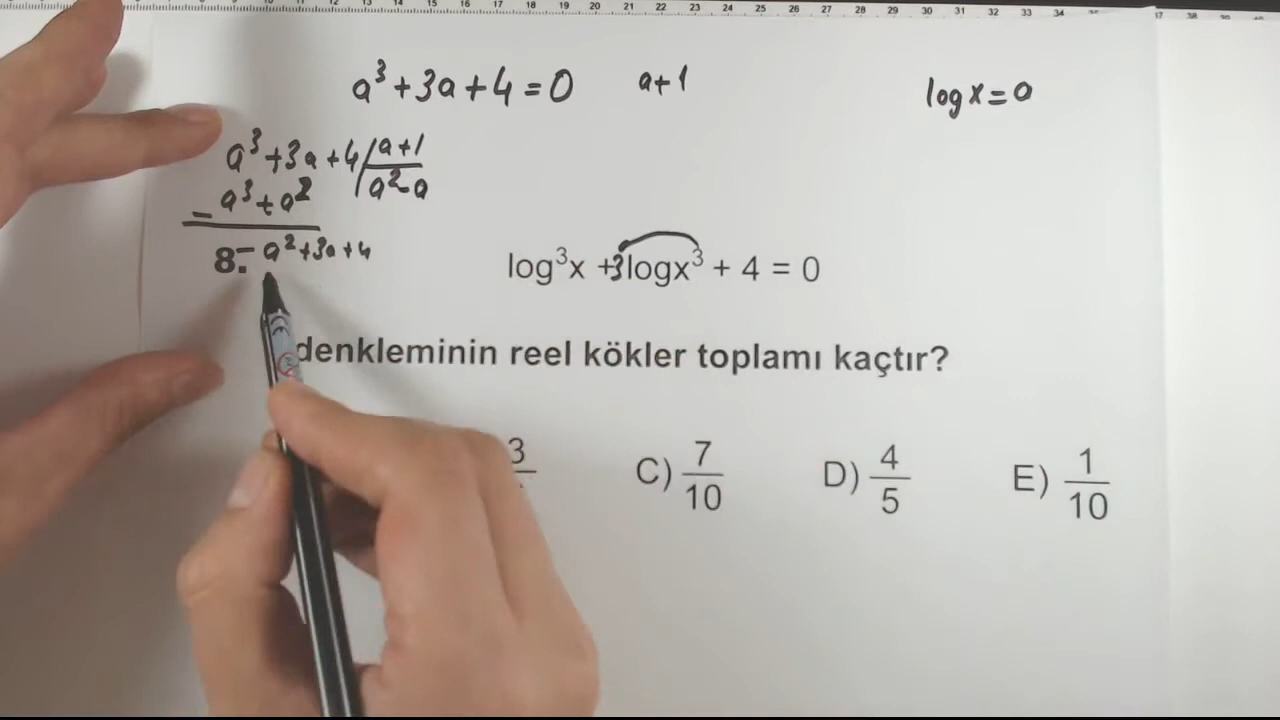 a³+3a+4=0 a+1 log x=a
a³+3a+4 a+1
a³+a² a²-a
-a²+3a+4
8.
log³x +3logx³ + 4 = 0
denkleminin reel kökler toplamı kaçtır?
3 C) 7/10 D) 4/5 E) 1/10